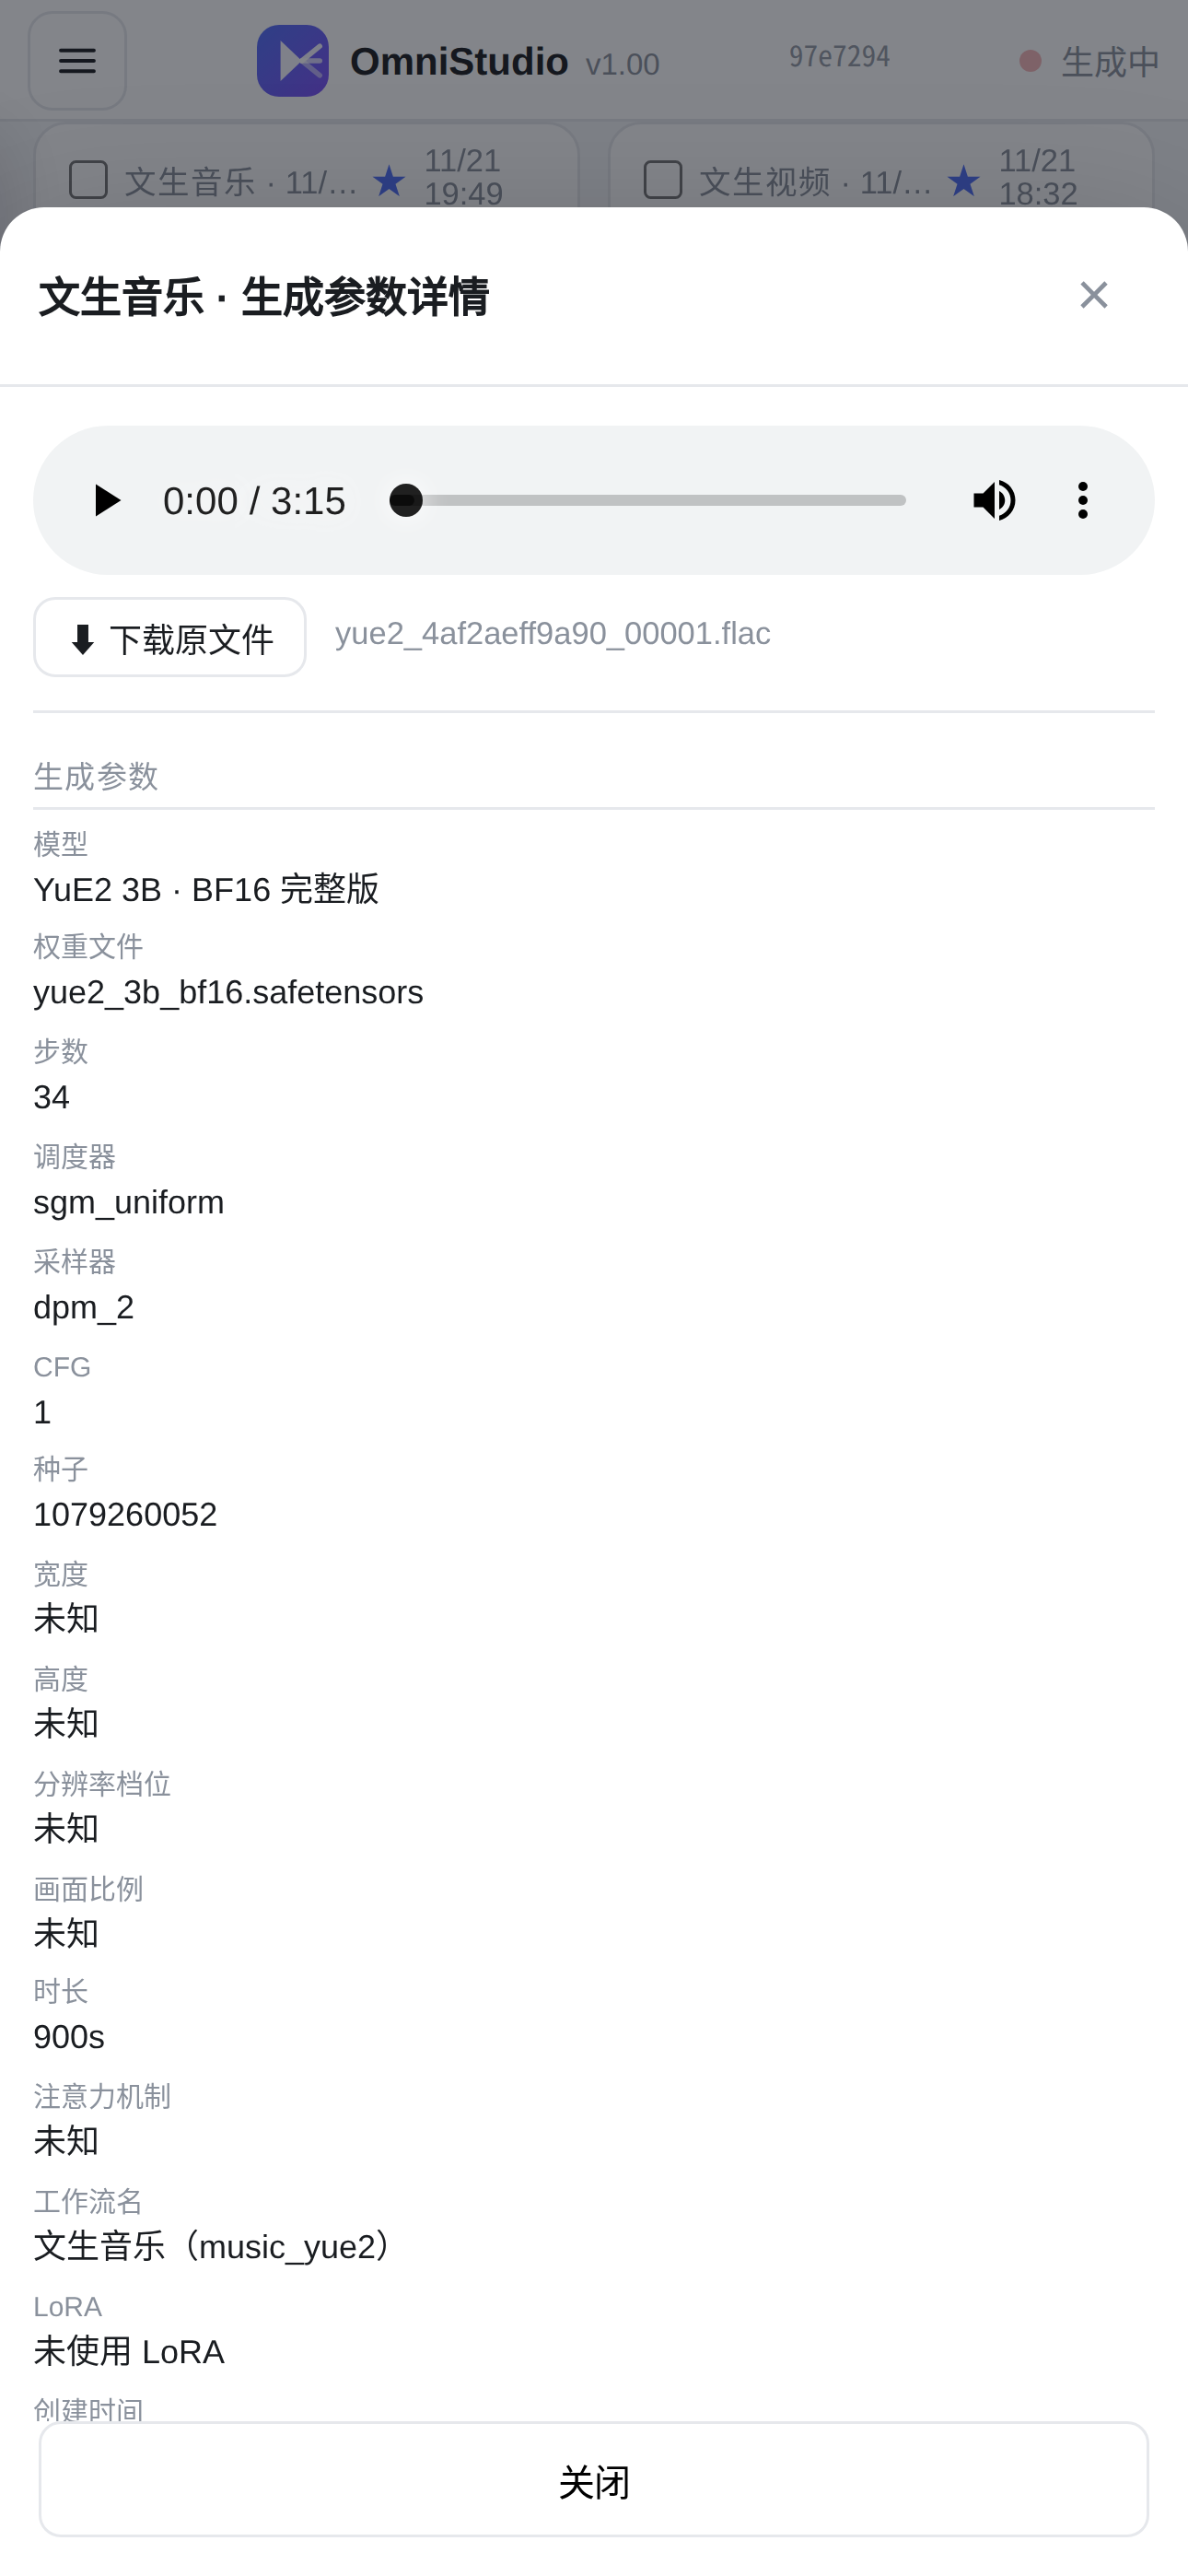 OmniStudio v1.00 97e7294 生成中
文生音乐 · 11/… ★ 11/21 19:49
文生视频 · 11/… ★ 11/21 18:32
文生音乐 · 生成参数详情 ✕
0:00 / 3:15
下载原文件 yue2_4af2aeff9a90_00001.flac
生成参数
模型
YuE2 3B · BF16 完整版
权重文件
yue2_3b_bf16.safetensors
步数
34
调度器
sgm_uniform
采样器
dpm_2
CFG
1
种子
1079260052
宽度
未知
高度
未知
分辨率档位
未知
画面比例
未知
时长
900s
注意力机制
未知
工作流名
文生音乐（music_yue2）
LoRA
未使用 LoRA
创建时间
关闭